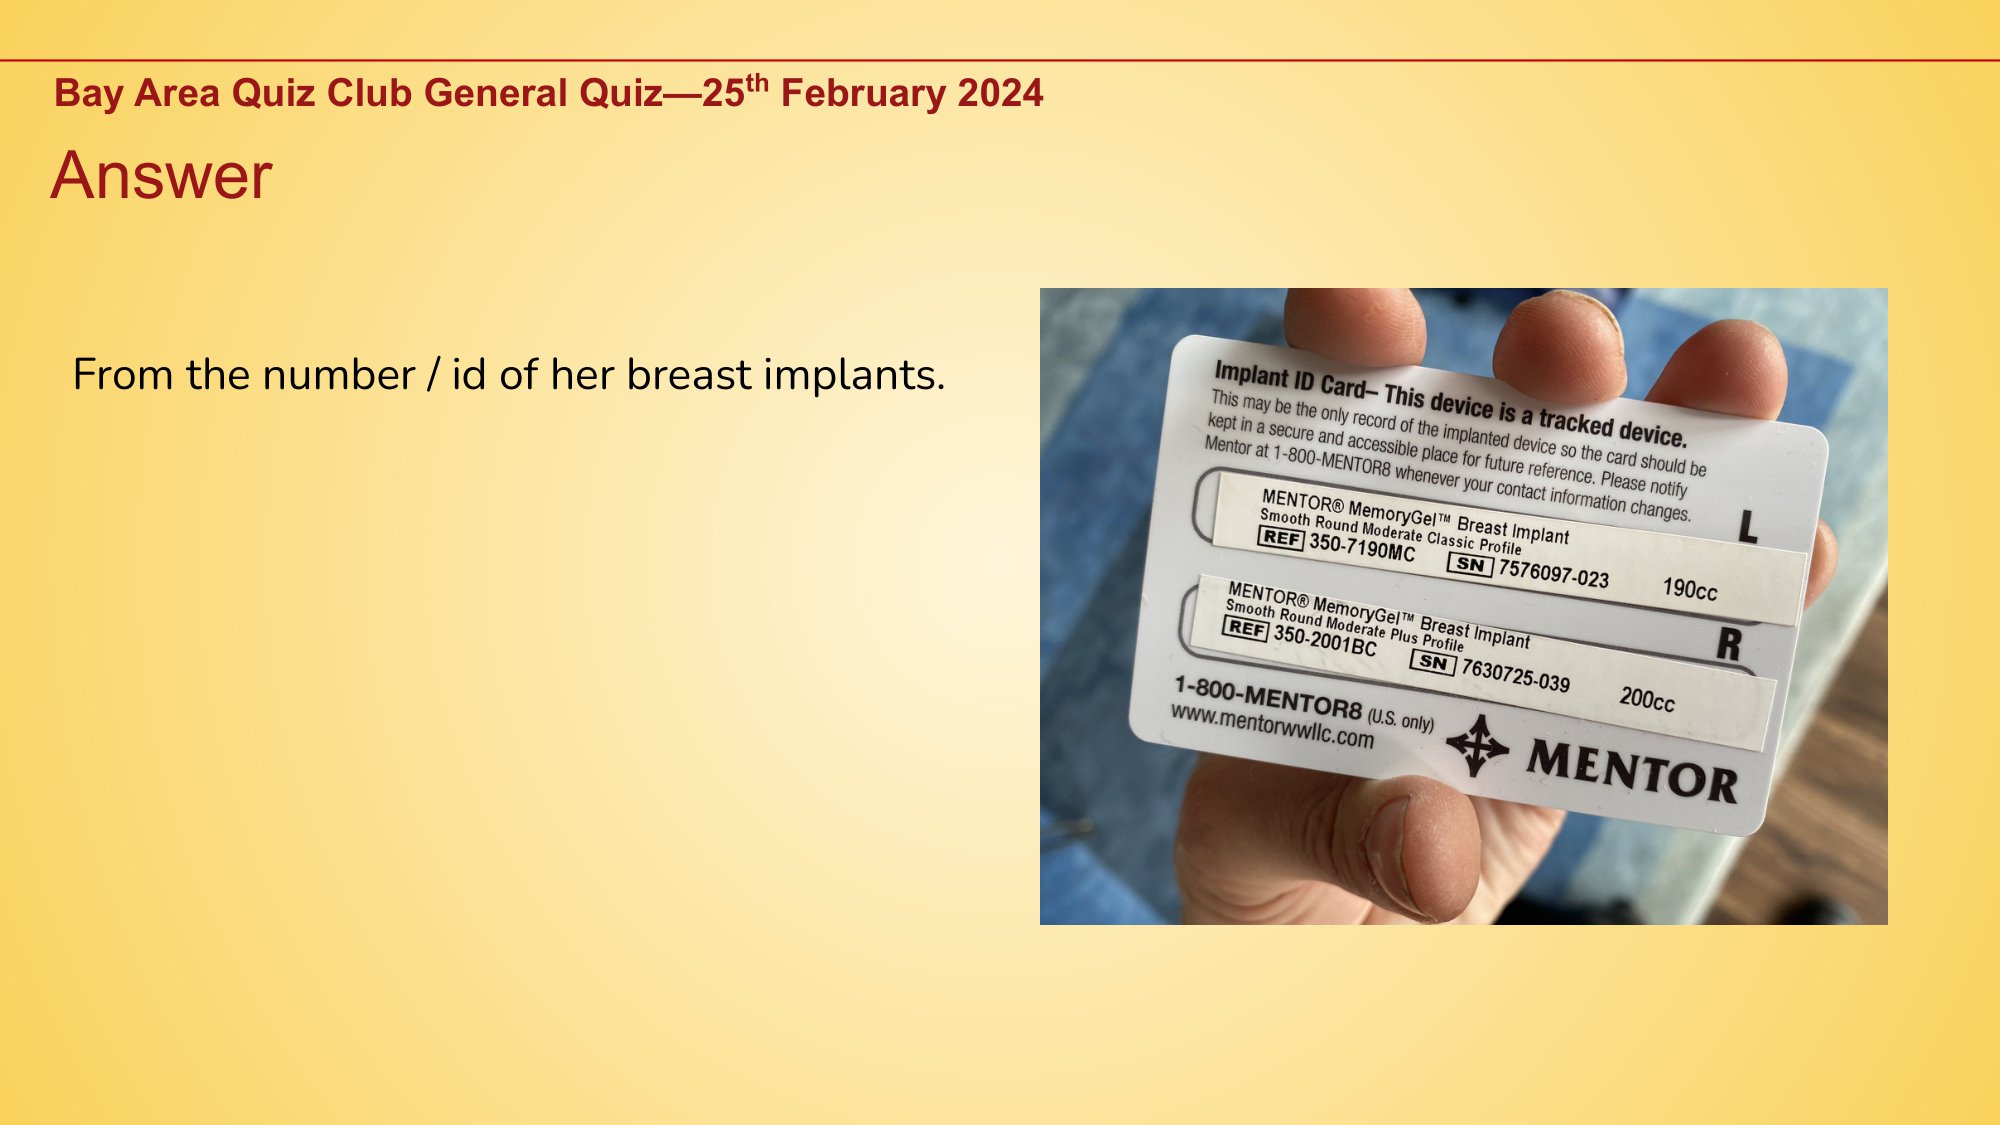 Bay Area Quiz Club General Quiz—25th February 2024
Answer
From the number / id of her breast implants.
Implant ID Card– This device is a tracked device.
This may be the only record of the implanted device so the card should be
kept in a secure and accessible place for future reference. Please notify
Mentor at 1-800-MENTOR8 whenever your contact information changes.
L
MENTOR® MemoryGel™ Breast Implant
Smooth Round Moderate Classic Profile
REF 350-7190MC SN 7576097-023 190cc
R
MENTOR® MemoryGel™ Breast Implant
Smooth Round Moderate Plus Profile
REF 350-2001BC SN 7630725-039 200cc
1-800-MENTOR8 (U.S. only)
www.mentorwwllc.com
MENTOR